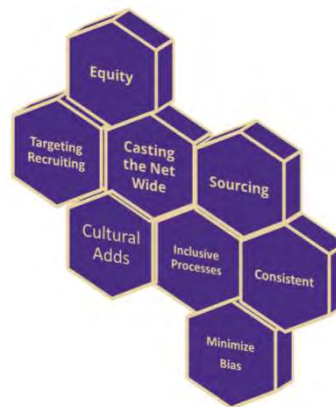 Equity
Targeting
Recruiting
Casting
the Net
Wide
Sourcing
Cultural
Adds
Inclusive
Processes
Consistent
Minimize
Bias